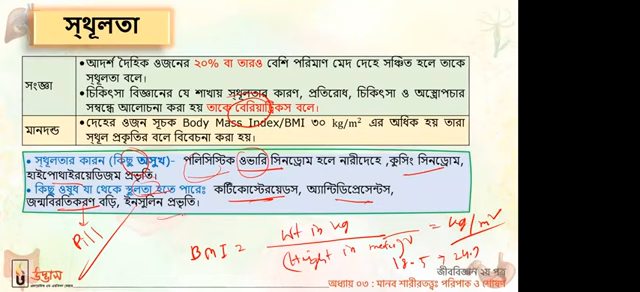 স্থূলতা
সংজ্ঞা
•আদর্শ দৈহিক ওজনের ২০% বা তারও বেশি পরিমাণ মেদ দেহে সঞ্চিত হলে তাকে
স্থূলতা বলে।
•চিকিৎসা বিজ্ঞানের যে শাখায় স্থূলতার কারণ, প্রতিরোধ, চিকিৎসা ও অস্ত্রোপচার
সম্বন্ধে আলোচনা করা হয় তাকে বেরিয়াট্রিকস বলে।
মানদন্ড
•দেহের ওজন সূচক Body Mass Index/BMI ৩০ kg/m² এর অধিক হয় তারা
স্থূল প্রকৃতির বলে বিবেচনা করা হয়।
•স্থূলতার কারন (কিছু অসুখ)- পলিসিস্টিক ওভারি সিনড্রোম হলে নারীদেহে ,কুসিং সিনড্রোম,
হাইপোথাইরয়েডিজম প্রভৃতি।
•কিছু ওষুধ যা থেকে স্থূলতা হতে পারেঃ কর্টিকোস্টেরয়েডস, অ্যান্টিডিপ্রেসেন্টস,
জন্মবিরতিকরণ বড়ি, ইনসুলিন প্রভৃতি।
Pill
BMI = Wt in kg = kg/m²
(Height in meter)²
18.5 → 24.9
উদ্ভাস
জীববিজ্ঞান ২য় পত্র
অধ্যায় ০৩ : মানব শারীরতত্ত্বঃ পরিপাক ও শোষণ